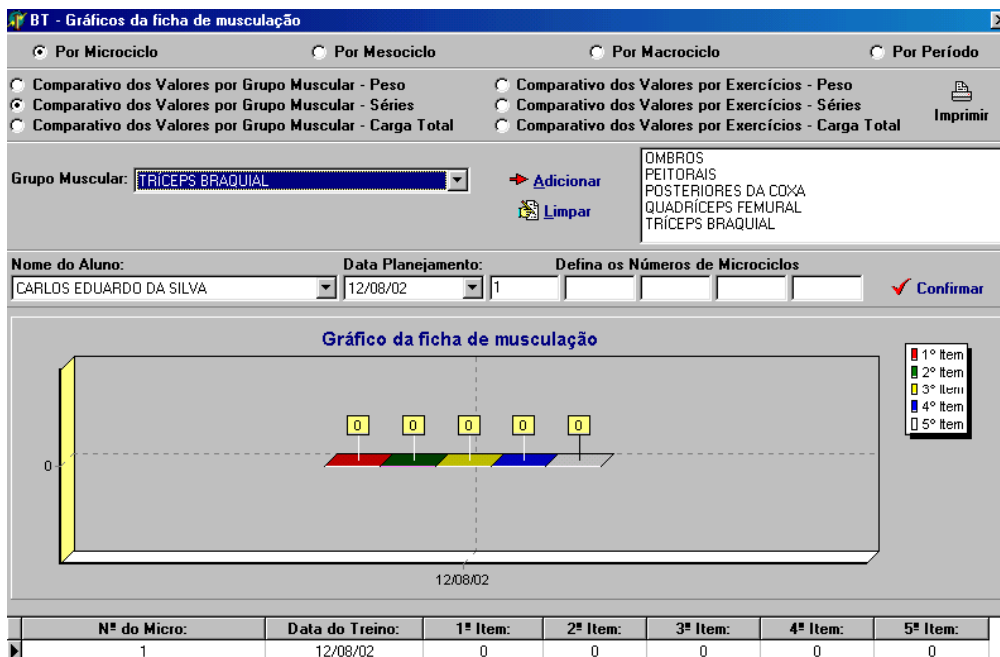 BT - Gráficos da ficha de musculação
Por Microciclo Por Mesociclo Por Macrociclo Por Período
Comparativo dos Valores por Grupo Muscular - Peso
Comparativo dos Valores por Grupo Muscular - Séries
Comparativo dos Valores por Grupo Muscular - Carga Total
Comparativo dos Valores por Exercícios - Peso
Comparativo dos Valores por Exercícios - Séries
Comparativo dos Valores por Exercícios - Carga Total
Imprimir
Grupo Muscular: TRÍCEPS BRAQUIAL
Adicionar
Limpar
OMBROS
PEITORAIS
POSTERIORES DA COXA
QUADRÍCEPS FEMURAL
TRÍCEPS BRAQUIAL
Nome do Aluno: Data Planejamento: Defina os Números de Microciclos
CARLOS EDUARDO DA SILVA 12/08/02 1 Confirmar
Gráfico da ficha de musculação
1º Item
2º Item
3º Item
4º Item
5º Item
0 0 0 0 0
0
12/08/02
Nº do Micro: Data do Treino: 1º Item: 2º Item: 3º Item: 4º Item: 5º Item:
1 12/08/02 0 0 0 0 0